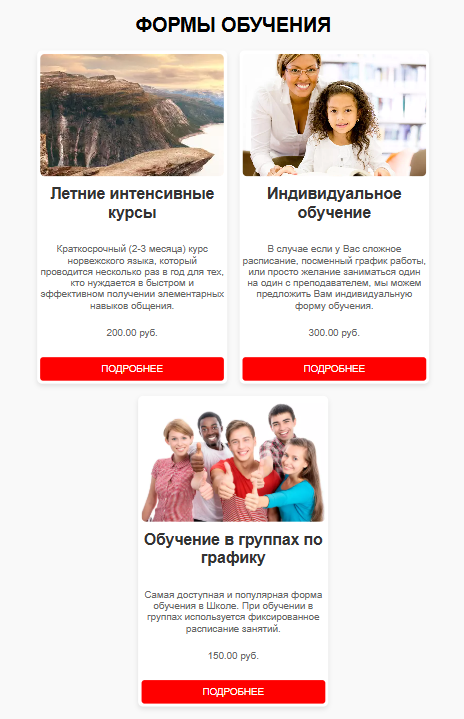 ФОРМЫ ОБУЧЕНИЯ
Летние интенсивные
курсы
Краткосрочный (2-3 месяца) курс
норвежского языка, который
проводится несколько раз в год для тех,
кто нуждается в быстром и
эффективном получении элементарных
навыков общения.
200.00 руб.
ПОДРОБНЕЕ
Индивидуальное
обучение
В случае если у Вас сложное
расписание, посменный график работы,
или просто желание заниматься один
на один с преподавателем, мы можем
предложить Вам индивидуальную
форму обучения.
300.00 руб.
ПОДРОБНЕЕ
Обучение в группах по
графику
Самая доступная и популярная форма
обучения в Школе. При обучении в
группах используется фиксированное
расписание занятий.
150.00 руб.
ПОДРОБНЕЕ